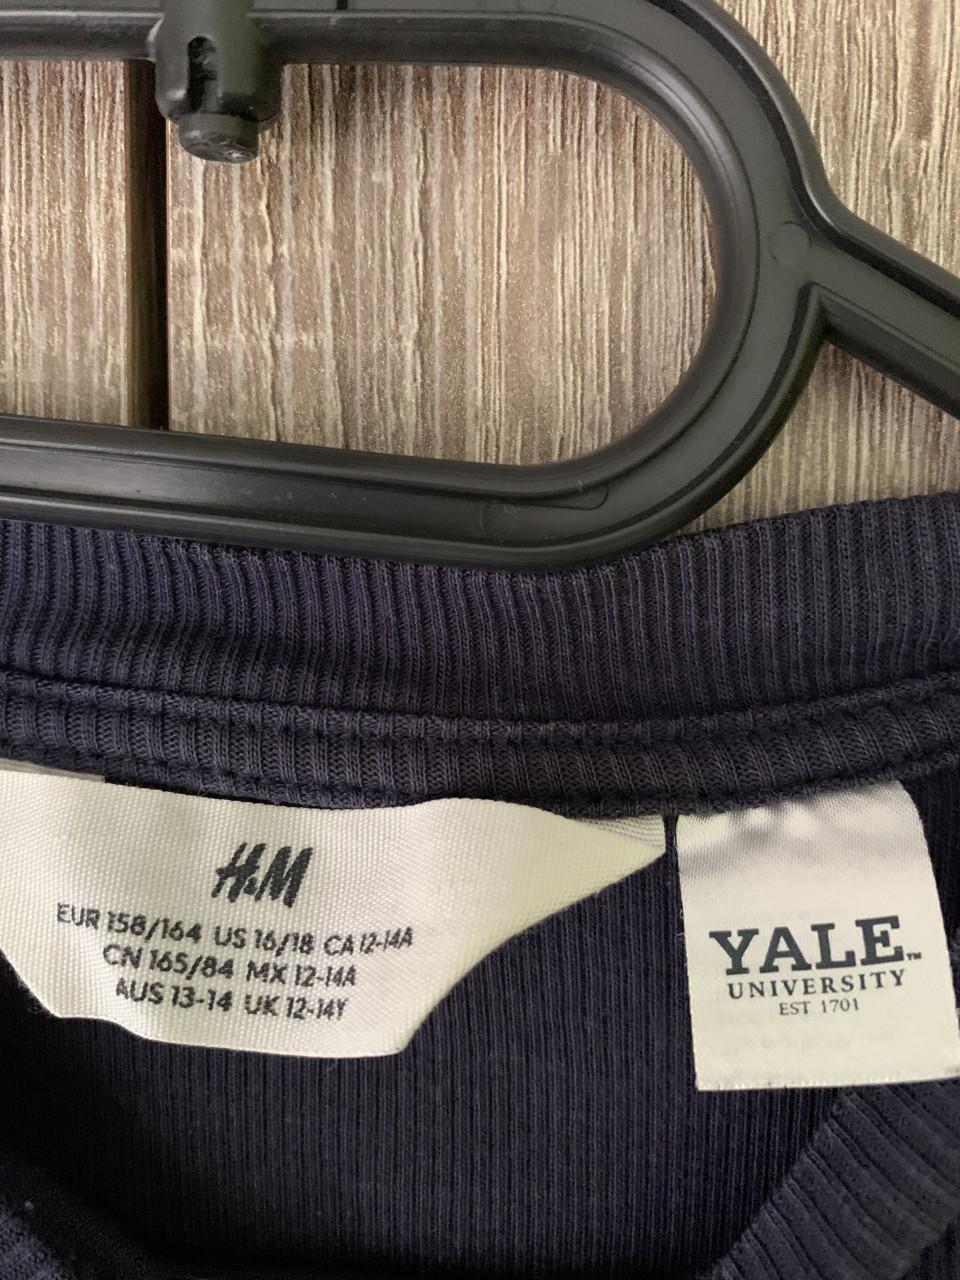 H&M
EUR 158/164 US 16/18 CA 12-14A
CN 165/84 MX 12-14A
AUS 13-14 UK 12-14Y
YALE™
UNIVERSITY
EST 1701